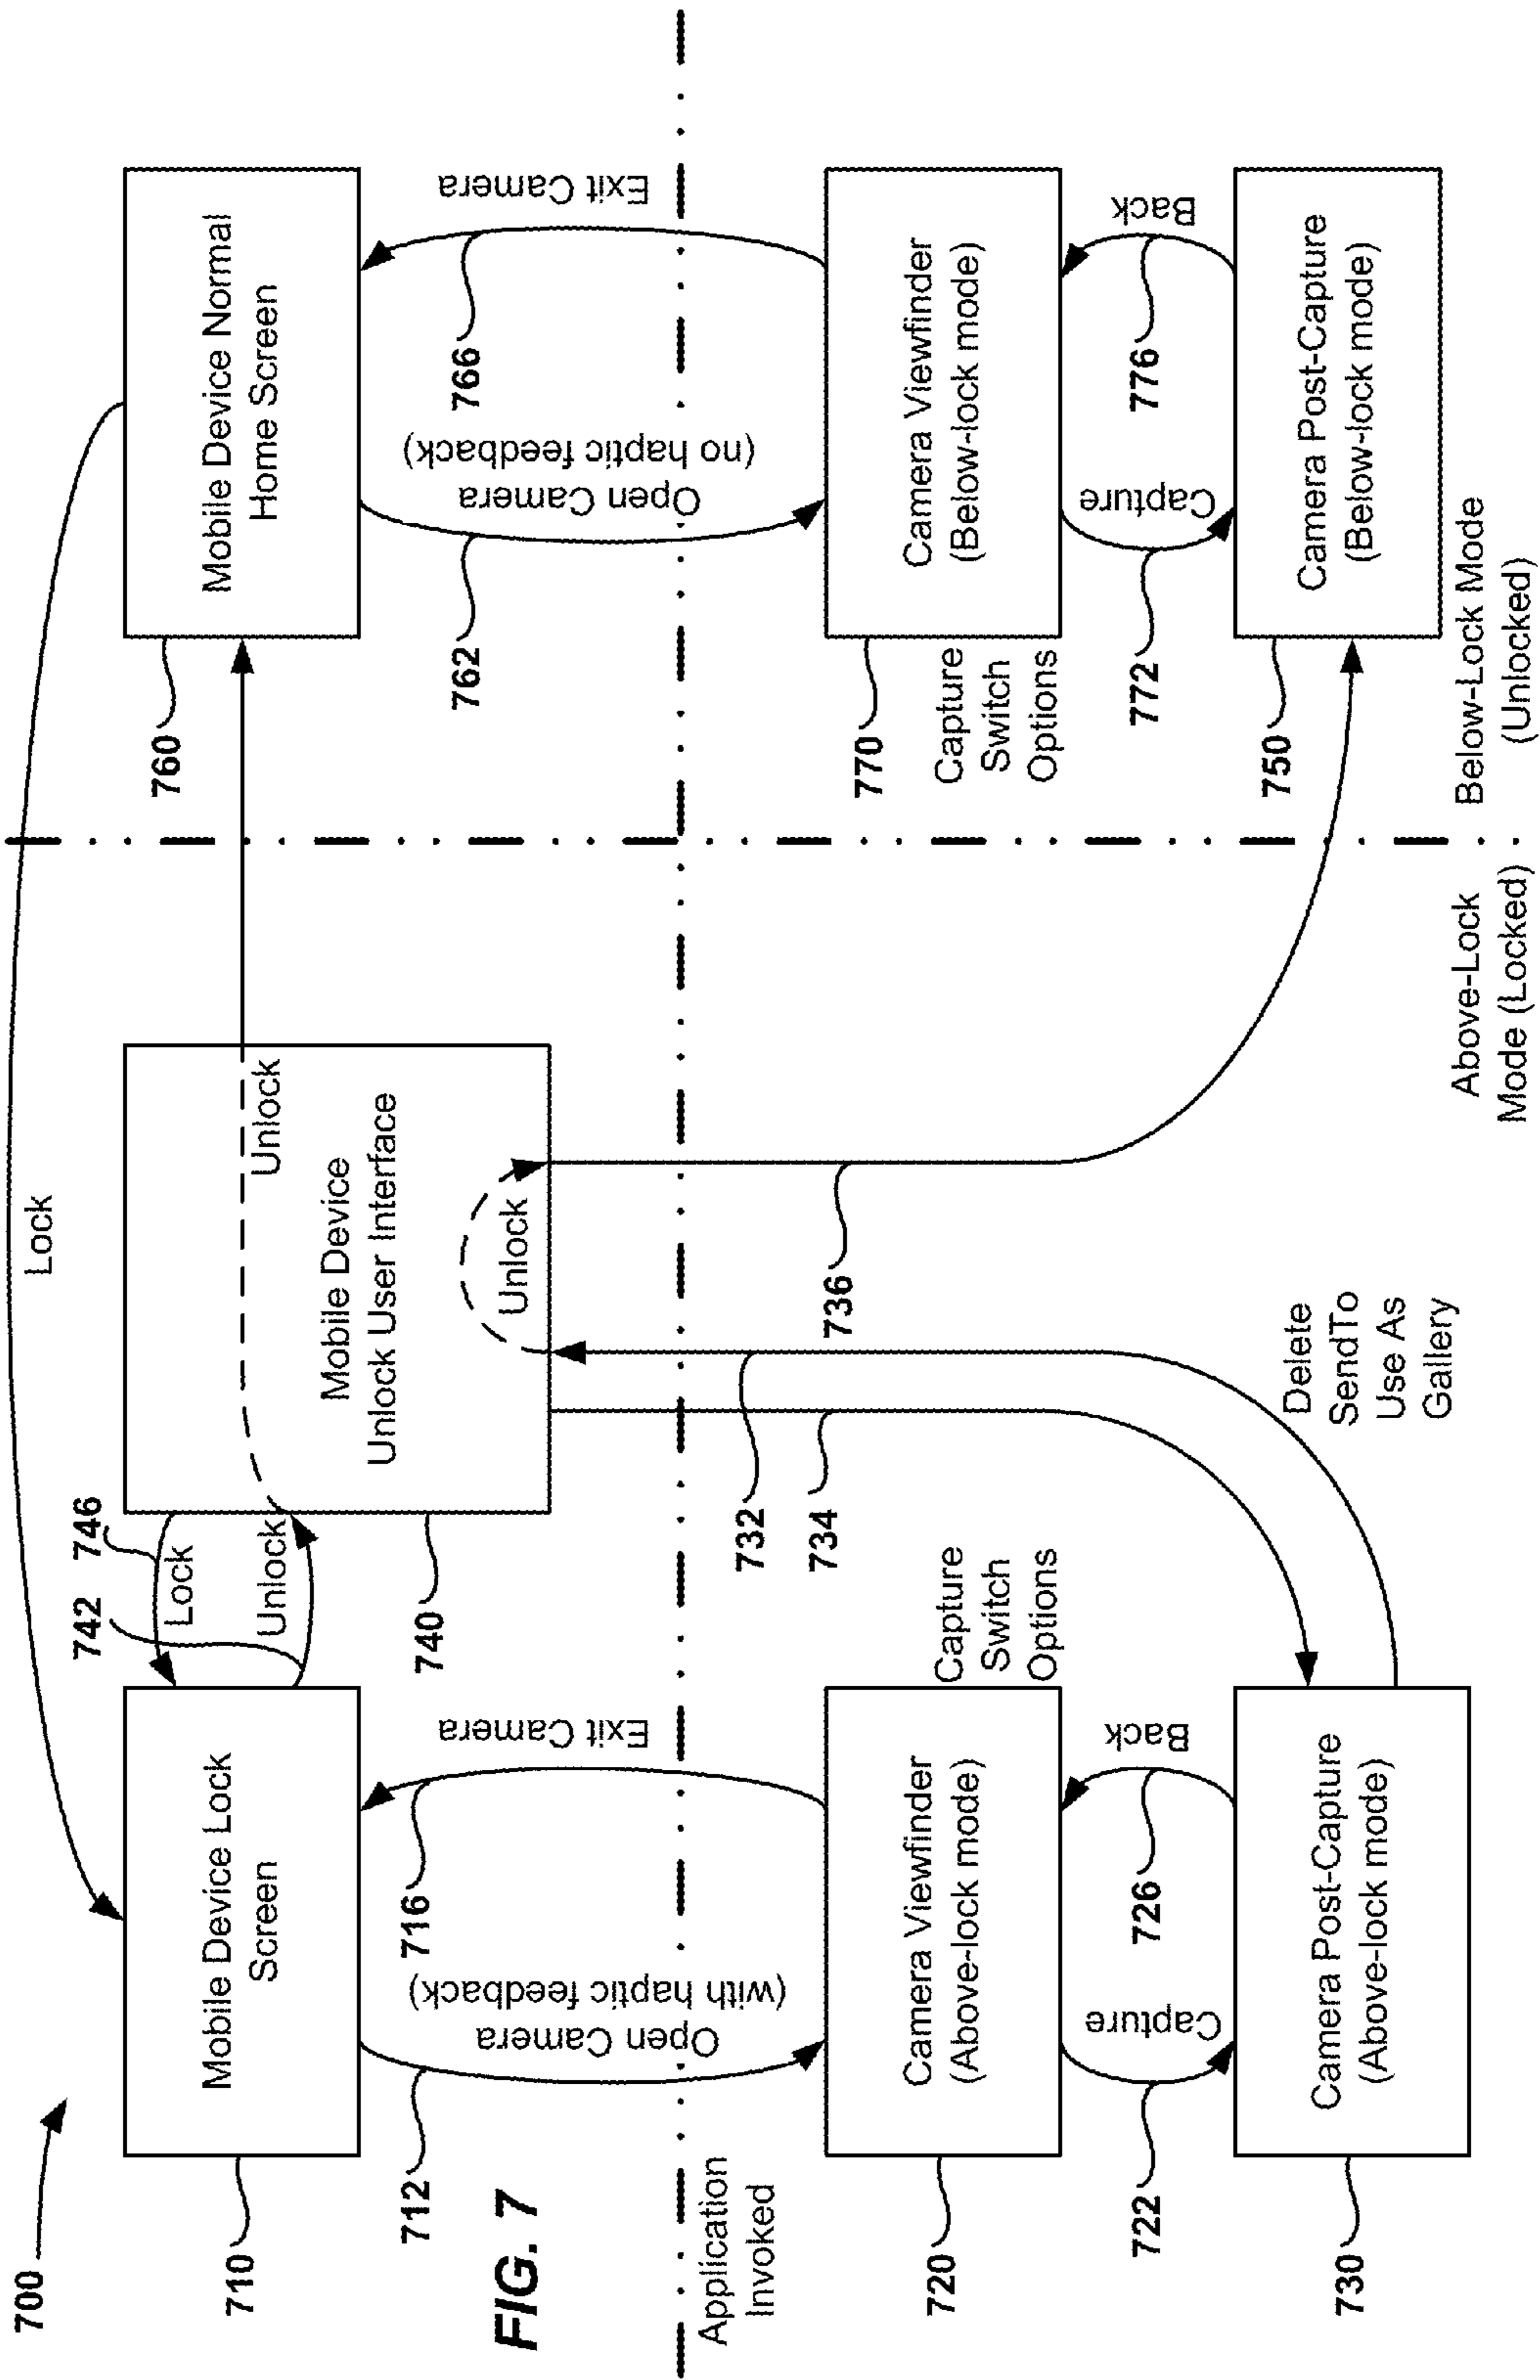 700
Lock
710
Mobile Device Lock
Screen
742
746
Lock
Unlock
740
Mobile Device
Unlock User Interface
Unlock
Unlock
760
Mobile Device Normal
Home Screen
712
Open Camera
(with haptic feedback)
716
Exit Camera
762
Open Camera
(no haptic feedback)
766
Exit Camera
FIG. 7
Application
Invoked
732
734
736
720
Camera Viewfinder
(Above-lock mode)
Capture
Switch
Options
770
Camera Viewfinder
(Below-lock mode)
Capture
Switch
Options
722
Capture
726
Back
772
Capture
776
Back
730
Camera Post-Capture
(Above-lock mode)
Delete
SendTo
Use As
Gallery
750
Camera Post-Capture
(Below-lock mode)
Above-Lock
Mode (Locked)
Below-Lock Mode
(Unlocked)